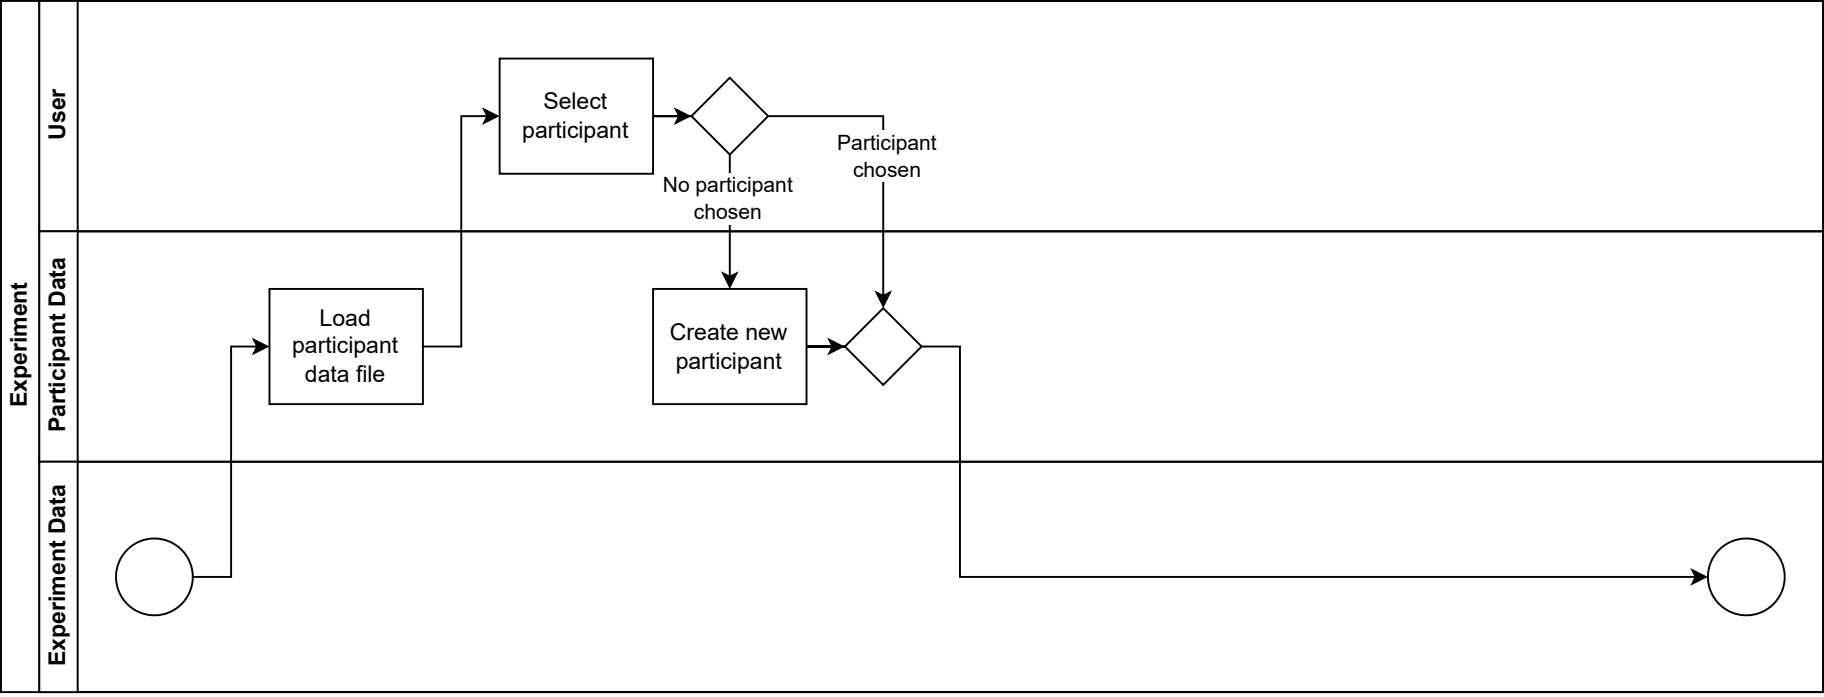 Experiment
User
Select
participant
Participant
chosen
No participant
chosen
Participant Data
Load
participant
data file
Create new
participant
Experiment Data